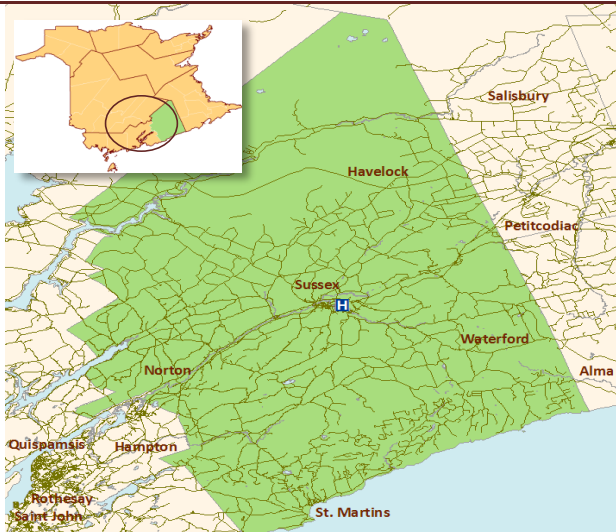 Salisbury
Havelock
Petitcodiac
Sussex
H
Waterford
Norton
Alma
Quispamsis
Hampton
Rothesay
Saint John
St. Martins